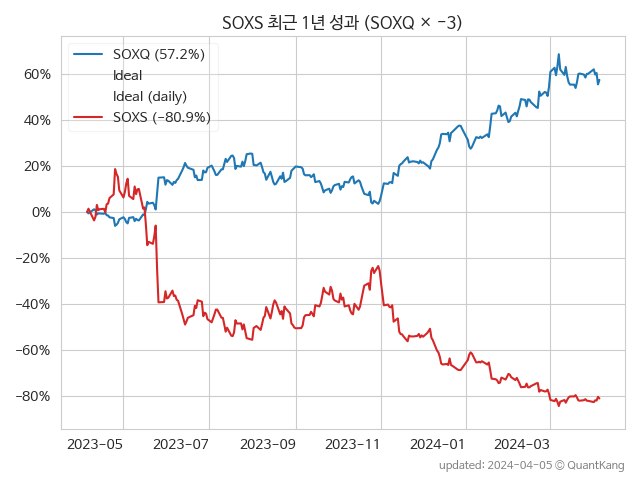 SOXS 최근 1년 성과 (SOXQ × −3)
SOXQ (57.2%)
Ideal
Ideal (daily)
SOXS (−80.9%)
60%
40%
20%
0%
−20%
−40%
−60%
−80%
2023-05 2023-07 2023-09 2023-11 2024-01 2024-03
updated: 2024-04-05 © QuantKang